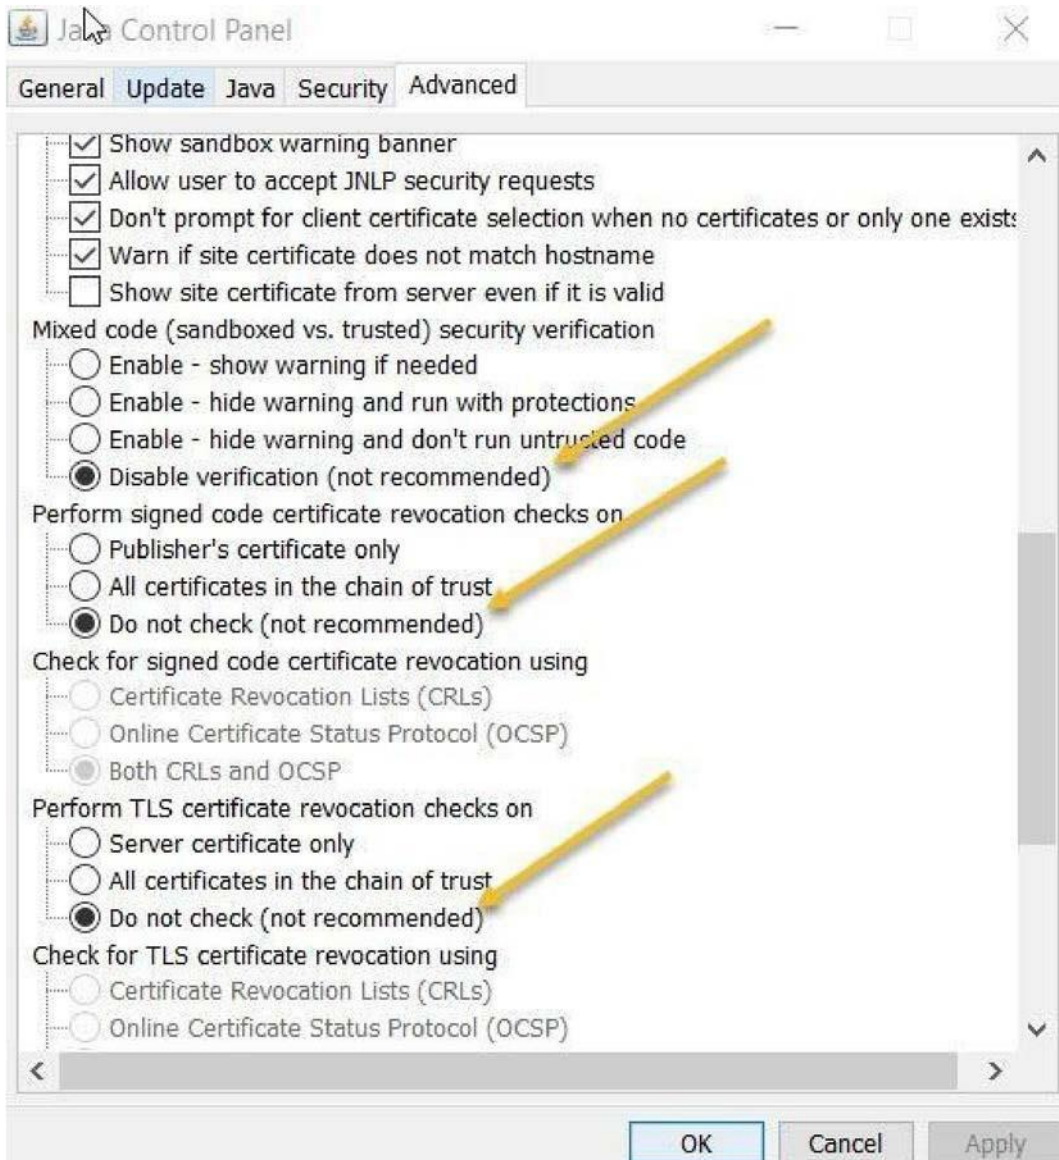 Java Control Panel
General Update Java Security Advanced
Show sandbox warning banner
Allow user to accept JNLP security requests
Don't prompt for client certificate selection when no certificates or only one exists
Warn if site certificate does not match hostname
Show site certificate from server even if it is valid
Mixed code (sandboxed vs. trusted) security verification
Enable - show warning if needed
Enable - hide warning and run with protections
Enable - hide warning and don't run untrusted code
Disable verification (not recommended)
Perform signed code certificate revocation checks on
Publisher's certificate only
All certificates in the chain of trust
Do not check (not recommended)
Check for signed code certificate revocation using
Certificate Revocation Lists (CRLs)
Online Certificate Status Protocol (OCSP)
Both CRLs and OCSP
Perform TLS certificate revocation checks on
Server certificate only
All certificates in the chain of trust
Do not check (not recommended)
Check for TLS certificate revocation using
Certificate Revocation Lists (CRLs)
Online Certificate Status Protocol (OCSP)
OK Cancel Apply